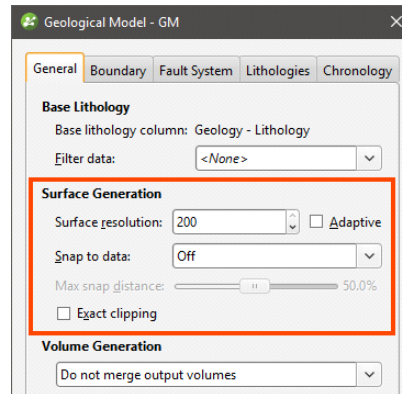 Geological Model - GM
General Boundary Fault System Lithologies Chronology
Base Lithology
Base lithology column: Geology - Lithology
Filter data: <None>
Surface Generation
Surface resolution: 200 Adaptive
Snap to data: Off
Max snap distance: 50.0%
Exact clipping
Volume Generation
Do not merge output volumes